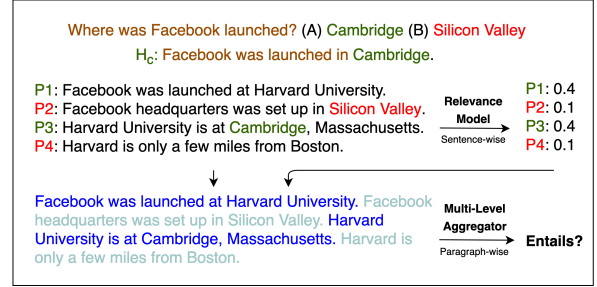 Where was Facebook launched? (A) Cambridge (B) Silicon Valley
Hc: Facebook was launched in Cambridge.
P1: Facebook was launched at Harvard University.
P2: Facebook headquarters was set up in Silicon Valley.
P3: Harvard University is at Cambridge, Massachusetts.
P4: Harvard is only a few miles from Boston.
Relevance
Model
Sentence-wise
P1: 0.4
P2: 0.1
P3: 0.4
P4: 0.1
Facebook was launched at Harvard University. Facebook
headquarters was set up in Silicon Valley. Harvard
University is at Cambridge, Massachusetts. Harvard is
only a few miles from Boston.
Multi-Level
Aggregator
Paragraph-wise
Entails?